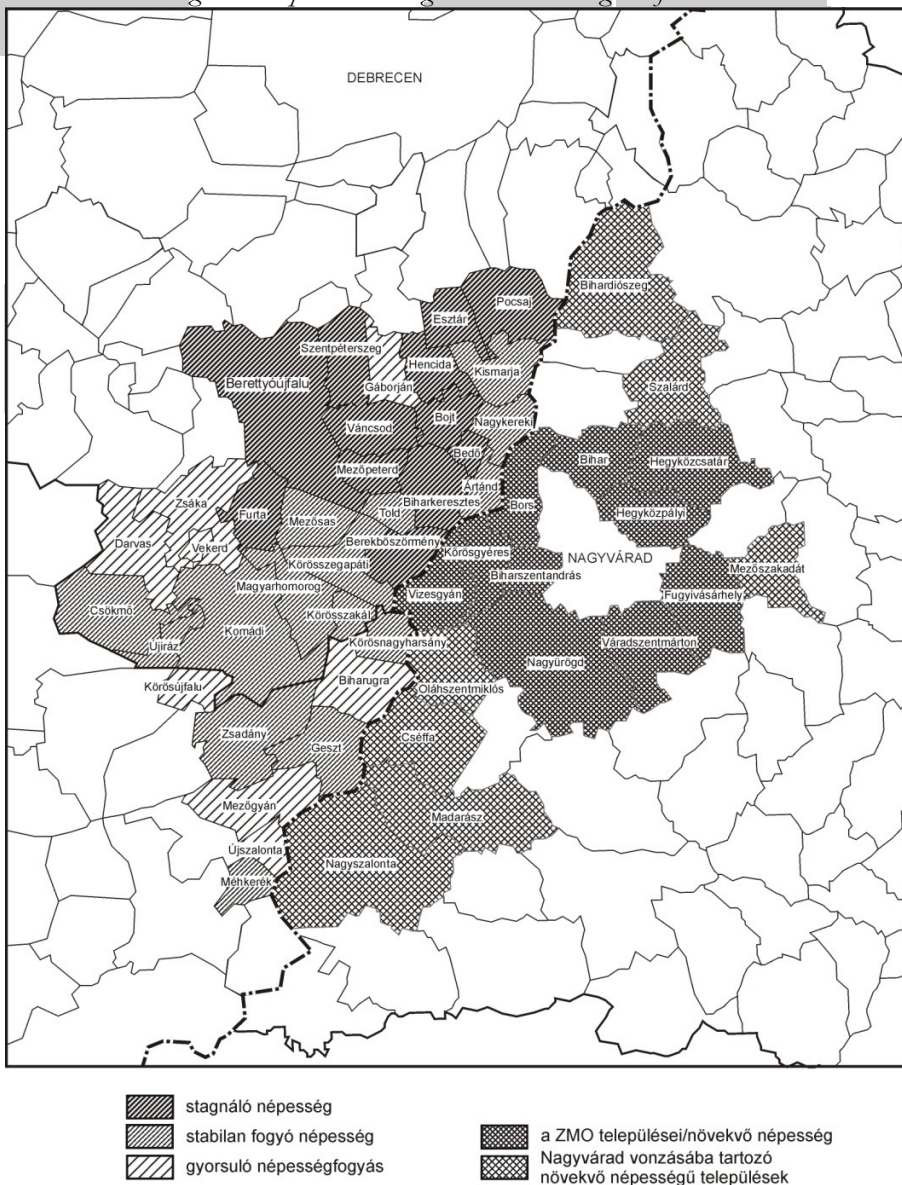 DEBRECEN
Bihardiószeg
Pocsaj
Esztár
Szentpéterszeg
Hencida
Kismarja
Szalárd
Berettyóújfalu
Gáborján
Bojt
Nagykereki
Váncsod
Bedő
Bihar
Hegyközcsatár
Mezőpeterd
Ártánd
Zsáka
Biharkeresztes
Bors
Hegyközpályi
Furta
Mezősas
Told
Darvas
Vekerd
Berekböszörmény
Körösgyéres
NAGYVÁRAD
Körösszegapáti
Mezőszakadát
Biharszentandrás
Magyarhomorog
Vizesgyán
Fugyivásárhely
Csökmő
Körösszakál
Komádi
Váradszentmárton
Újiráz
Körösnagyharsány
Nagyürögd
Körösújfalu
Biharugra
Oláhszentmiklós
Zsadány
Geszt
Cséffa
Mezőgyán
Madarász
Újszalonta
Nagyszalonta
Méhkerék
stagnáló népesség
stabilan fogyó népesség
gyorsuló népességfogyás
a ZMO települései/növekvő népesség
Nagyvárad vonzásába tartozó
növekvő népességű települések